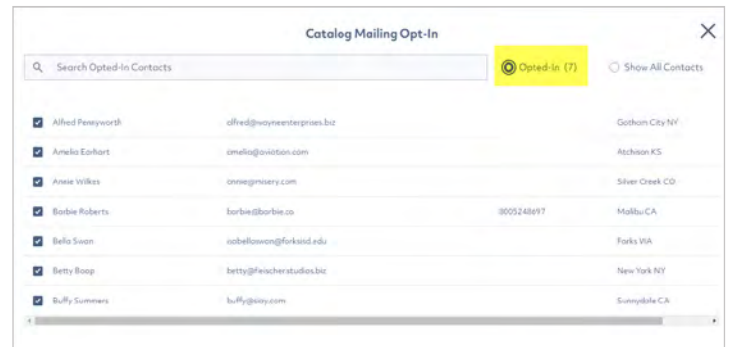 Catalog Mailing Opt-In
Search Opted-In Contacts Opted-In (7) Show All Contacts
Alfred Peneyworth alfred@wayneenterprises.biz Gotham City NY
Amelia Earhart amelia@aviation.com Atchison KS
Annie Wilkes annie@misery.com Silver Creek CO
Barbie Roberts barbie@barbie.co 8005248697 Malibu CA
Bella Swan isabellaswan@forksisd.edu Forks WA
Betty Boop betty@fleischerstudios.biz New York NY
Buffy Summers buffy@slay.com Sunnydale CA